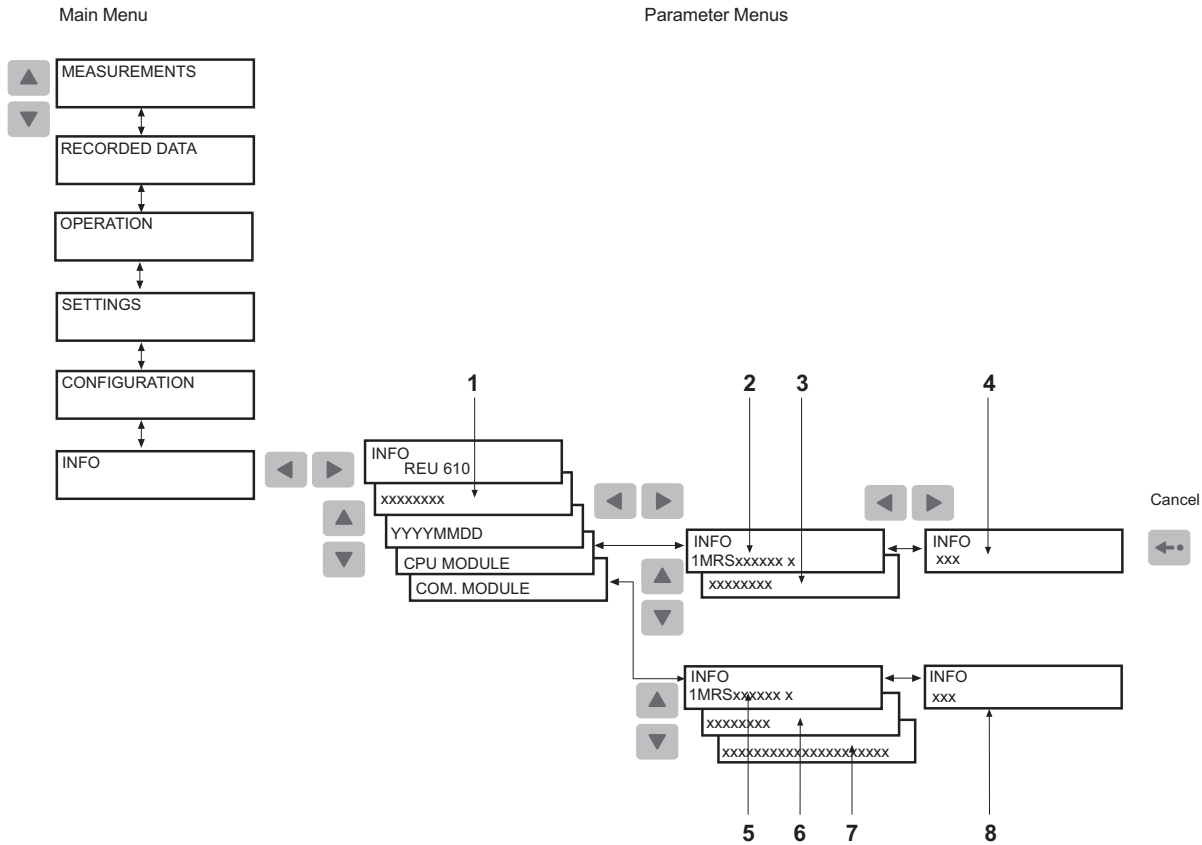 Main Menu
Parameter Menus
MEASUREMENTS
RECORDED DATA
OPERATION
SETTINGS
CONFIGURATION
INFO
1
2
3
4
INFO
REU 610
xxxxxxxx
YYYYMMDD
CPU MODULE
COM. MODULE
INFO
1MRSxxxxxx x
xxxxxxxx
INFO
xxx
Cancel
INFO
1MRSxxxxxx x
xxxxxxxx
xxxxxxxxxxxxxxxxxxxxx
INFO
xxx
5
6
7
8